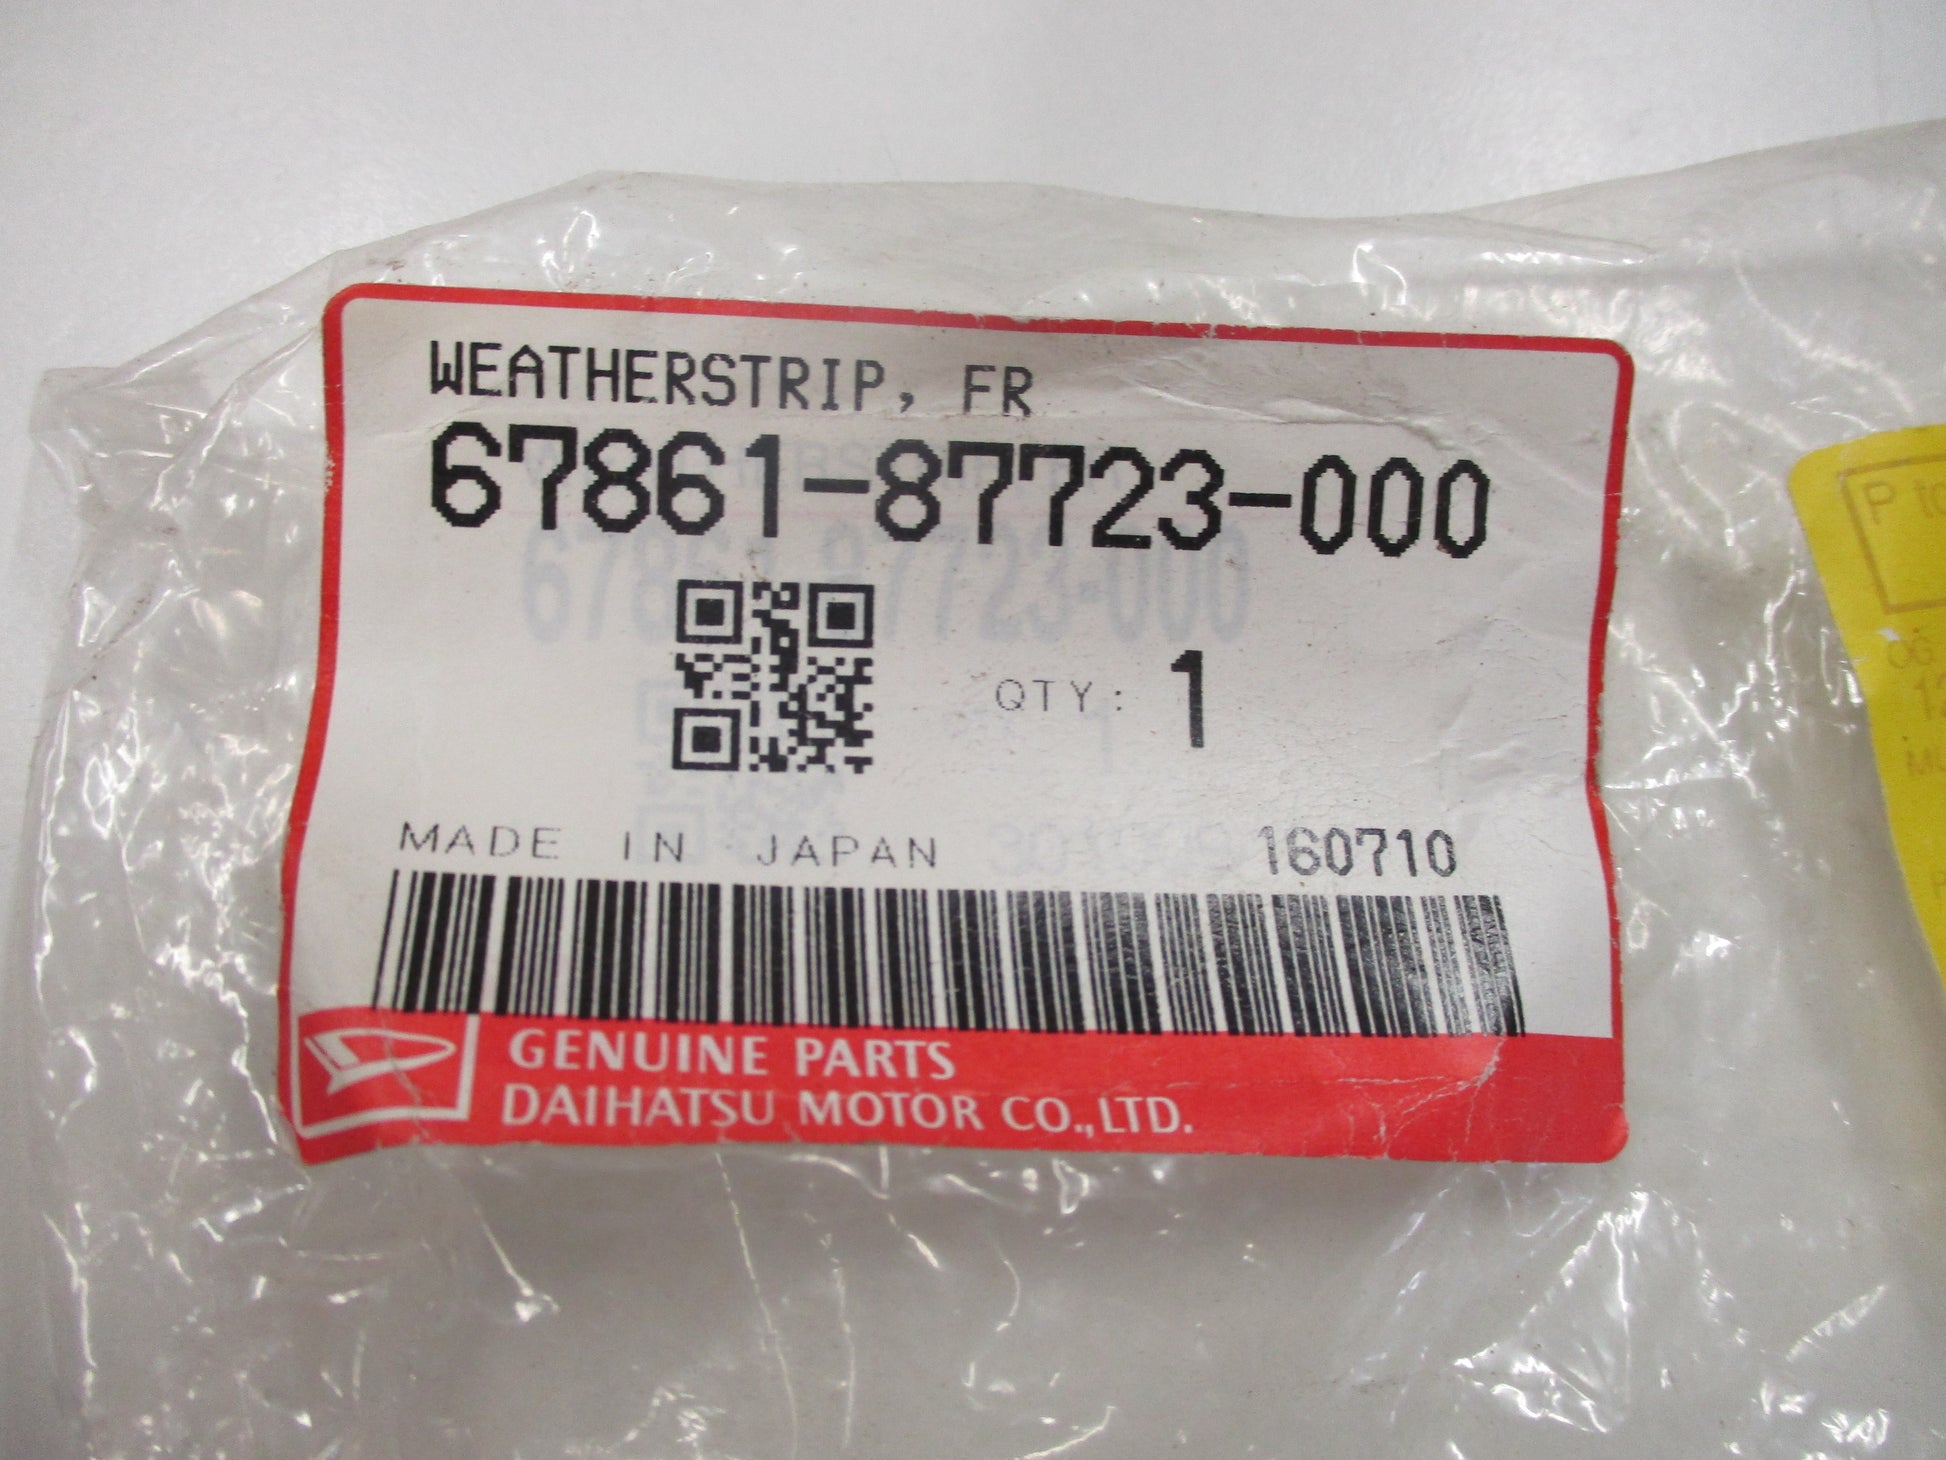 WEATHERSTRIP, FR
67861-87723-000
QTY: 1
MADE IN JAPAN 160710
GENUINE PARTS
DAIHATSU MOTOR CO.,LTD.
P